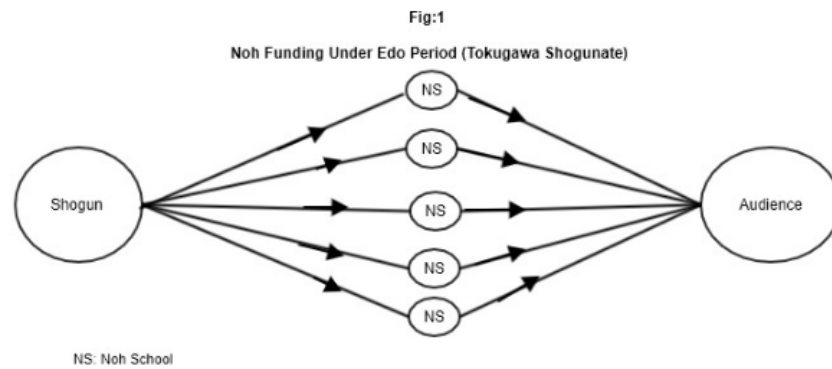 Fig:1
Noh Funding Under Edo Period (Tokugawa Shogunate)
NS
NS
Shogun
NS
Audience
NS
NS
NS: Noh School